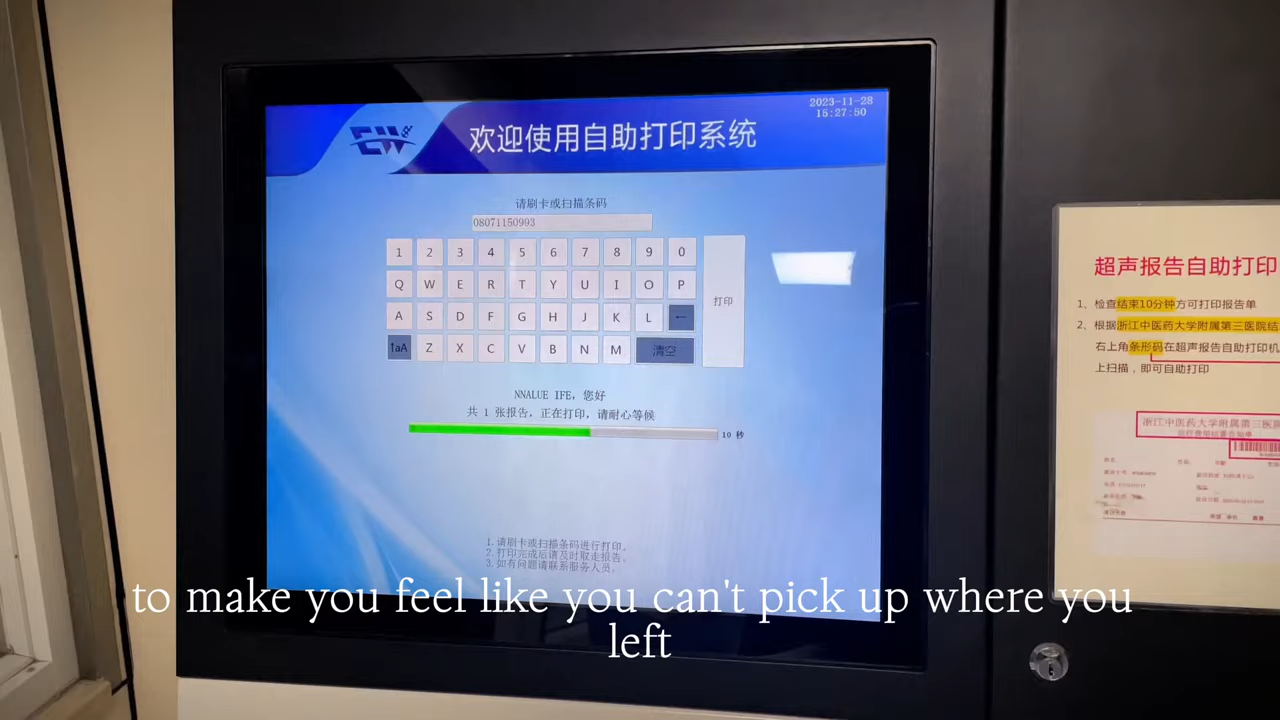 2023-11-28
15:27:50
EW
欢迎使用自助打印系统
请刷卡或扫描条码
08071150993
1 2 3 4 5 6 7 8 9 0
Q W E R T Y U I O P
A S D F G H J K L ←
↑aA Z X C V B N M 清空
打印
NNALUE IFE, 您好
共 1 张报告, 正在打印, 请耐心等候
10 秒
1.请刷卡或扫描条码进行打印。
2.打印完成后请及时取走报告。
3.如有问题请联系服务人员。
超声报告自助打印
1、检查结束10分钟方可打印报告单
2、根据浙江中医药大学附属第三医院结
右上角条形码在超声报告自助打印机
上扫描，即可自助打印
浙江中医药大学附属第三医院
to make you feel like you can't pick up where you
left